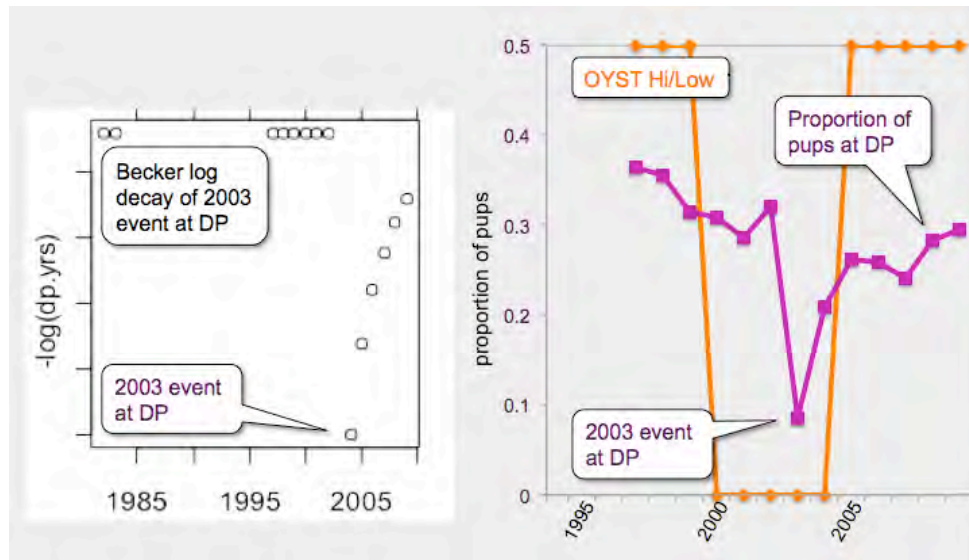 Becker log
decay of 2003
event at DP
-log(dp.yrs)
2003 event
at DP
1985
1995
2005
0.5
0.4
0.3
0.2
0.1
0
proportion of pups
OYST Hi/Low
Proportion of
pups at DP
2003 event
at DP
1995
2000
2005